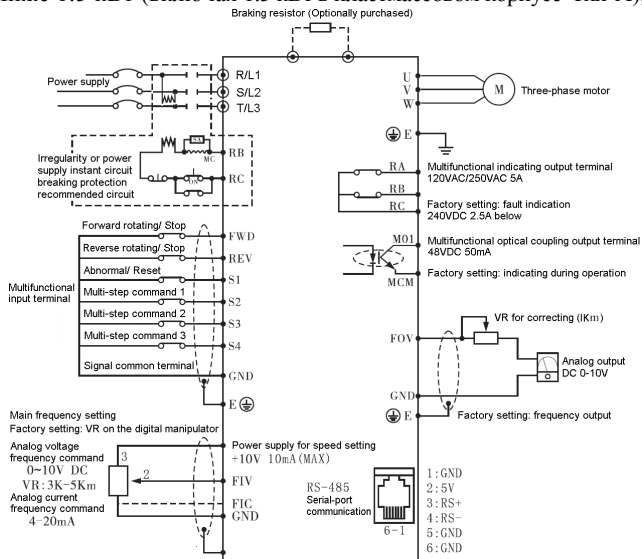 Braking resistor (Optionally purchased)
Power supply
R/L1
S/L2
T/L3
U
V
W
M
Three-phase motor
E
SA
MC
RB
ON
RC
Irregularity or power
supply instant circuit
breaking protection
recommended circuit
RA
RB
RC
Multifunctional indicating output terminal
120VAC/250VAC 5A
Factory setting: fault indication
240VDC 2.5A below
MO1
MCM
Multifunctional optical coupling output terminal
48VDC 50mA
Factory setting: indicating during operation
Multifunctional
input terminal
Forward rotating/ Stop
FWD
Reverse rotating/ Stop
REV
Abnormal/ Reset
S1
Multi-step command 1
S2
Multi-step command 2
S3
Multi-step command 3
S4
Signal common terminal
GND
E
VR for correcting (IKm)
FOV
Analog output
DC 0-10V
GND
E
Factory setting: frequency output
Main frequency setting
Factory setting: VR on the digital manipulator
Analog voltage
frequency command
0~10V DC
VR:3K-5Km
Analog current
frequency command
4-20mA
3
2
Power supply for speed setting
+10V 10mA(MAX)
FIV
FIC
GND
RS-485
Serial-port
communication
6-1
1:GND
2:5V
3:RS+
4:RS-
5:GND
6:GND